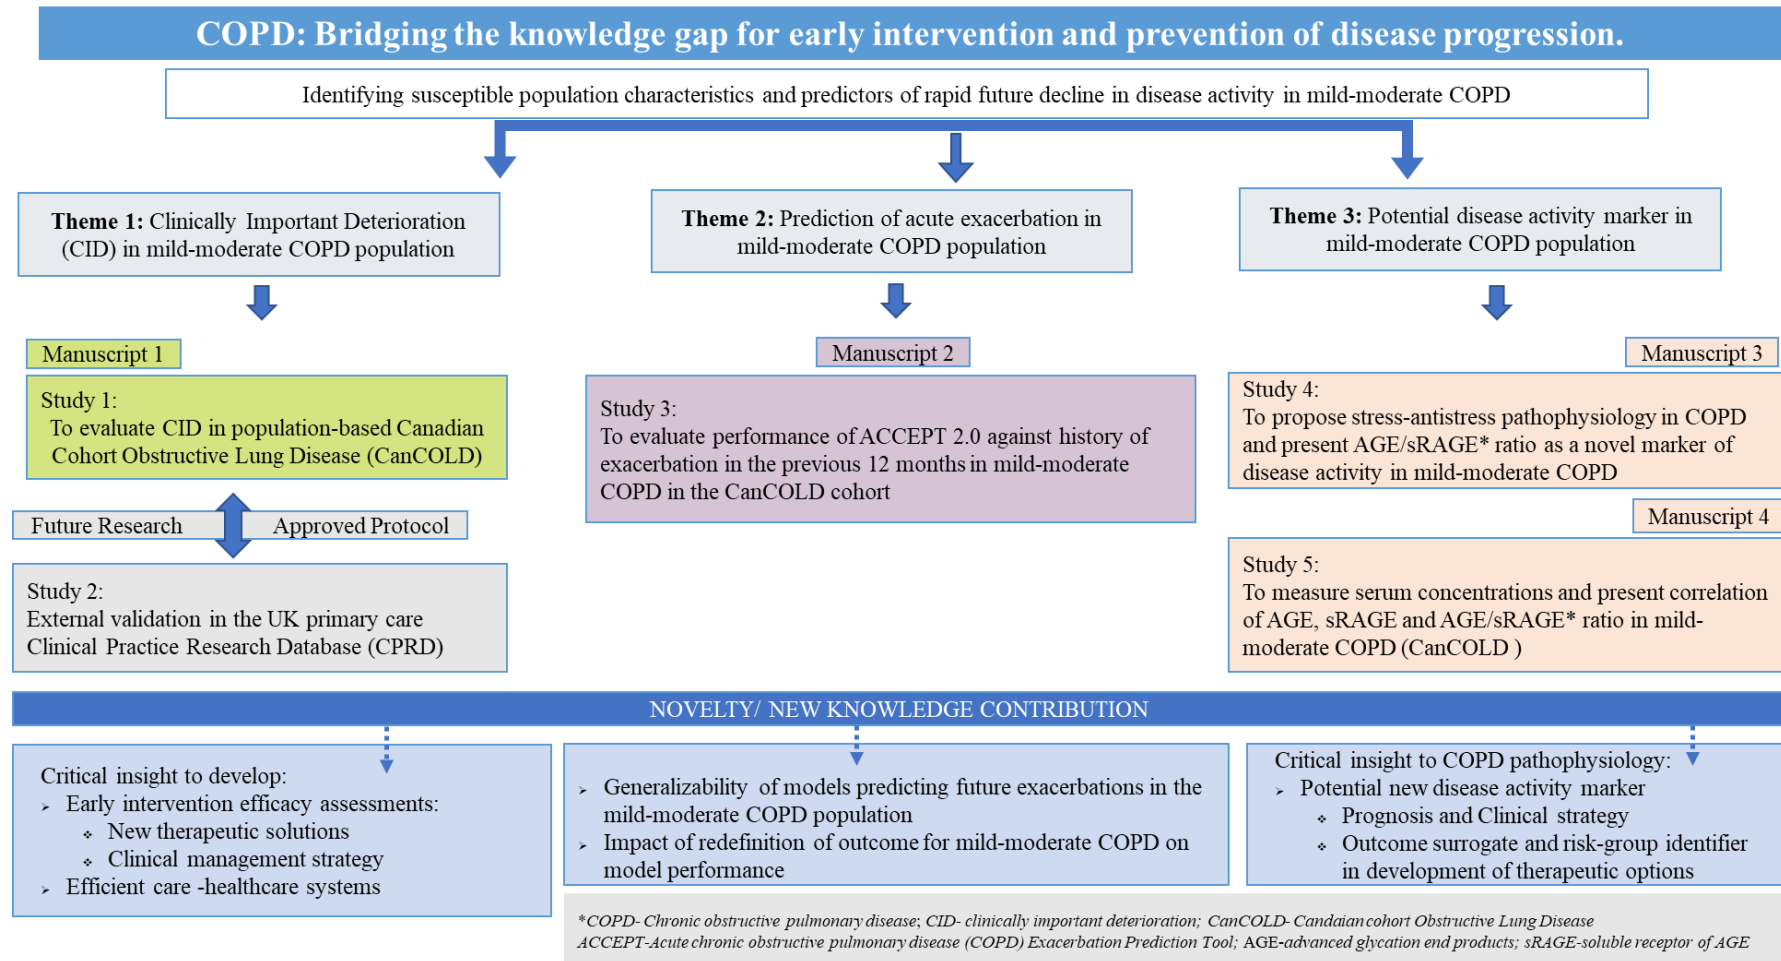 COPD: Bridging the knowledge gap for early intervention and prevention of disease progression.
Identifying susceptible population characteristics and predictors of rapid future decline in disease activity in mild-moderate COPD
Theme 1: Clinically Important Deterioration
(CID) in mild-moderate COPD population
Theme 2: Prediction of acute exacerbation in
mild-moderate COPD population
Theme 3: Potential disease activity marker in
mild-moderate COPD population
Manuscript 1
Study 1:
To evaluate CID in population-based Canadian
Cohort Obstructive Lung Disease (CanCOLD)
Future Research
Approved Protocol
Study 2:
External validation in the UK primary care
Clinical Practice Research Database (CPRD)
Manuscript 2
Study 3:
To evaluate performance of ACCEPT 2.0 against history of
exacerbation in the previous 12 months in mild-moderate
COPD in the CanCOLD cohort
Manuscript 3
Study 4:
To propose stress-antistress pathophysiology in COPD
and present AGE/sRAGE* ratio as a novel marker of
disease activity in mild-moderate COPD
Manuscript 4
Study 5:
To measure serum concentrations and present correlation
of AGE, sRAGE and AGE/sRAGE* ratio in mild-
moderate COPD (CanCOLD )
NOVELTY/ NEW KNOWLEDGE CONTRIBUTION
Critical insight to develop:
➢ Early intervention efficacy assessments:
❖ New therapeutic solutions
❖ Clinical management strategy
➢ Efficient care -healthcare systems
➢ Generalizability of models predicting future exacerbations in the
mild-moderate COPD population
➢ Impact of redefinition of outcome for mild-moderate COPD on
model performance
Critical insight to COPD pathophysiology:
➢ Potential new disease activity marker
❖ Prognosis and Clinical strategy
❖ Outcome surrogate and risk-group identifier
in development of therapeutic options
*COPD- Chronic obstructive pulmonary disease; CID- clinically important deterioration; CanCOLD- Candaian cohort Obstructive Lung Disease
ACCEPT-Acute chronic obstructive pulmonary disease (COPD) Exacerbation Prediction Tool; AGE-advanced glycation end products; sRAGE-soluble receptor of AGE